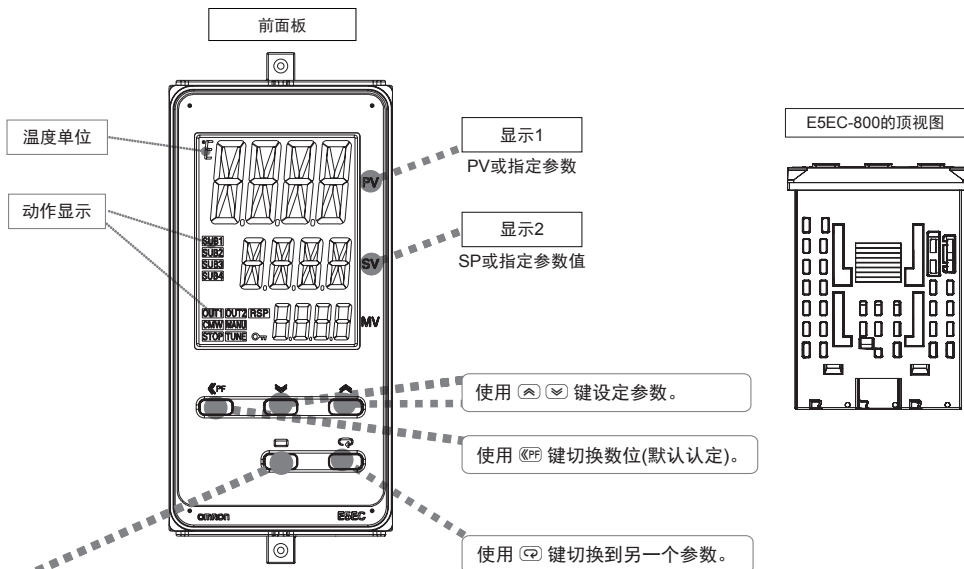 前面板
温度单位
°F
显示1
PV或指定参数
E5EC-800的顶视图
PV
动作显示
SUB1
SUB2
SUB3
SUB4
显示2
SP或指定参数值
SV
OUT1 OUT2 RSP
CMW MANU
STOP TUNE
MV
PF
使用 键设定参数。
使用 PF 键切换数位(默认认定)。
omron
E5EC
使用 键切换到另一个参数。